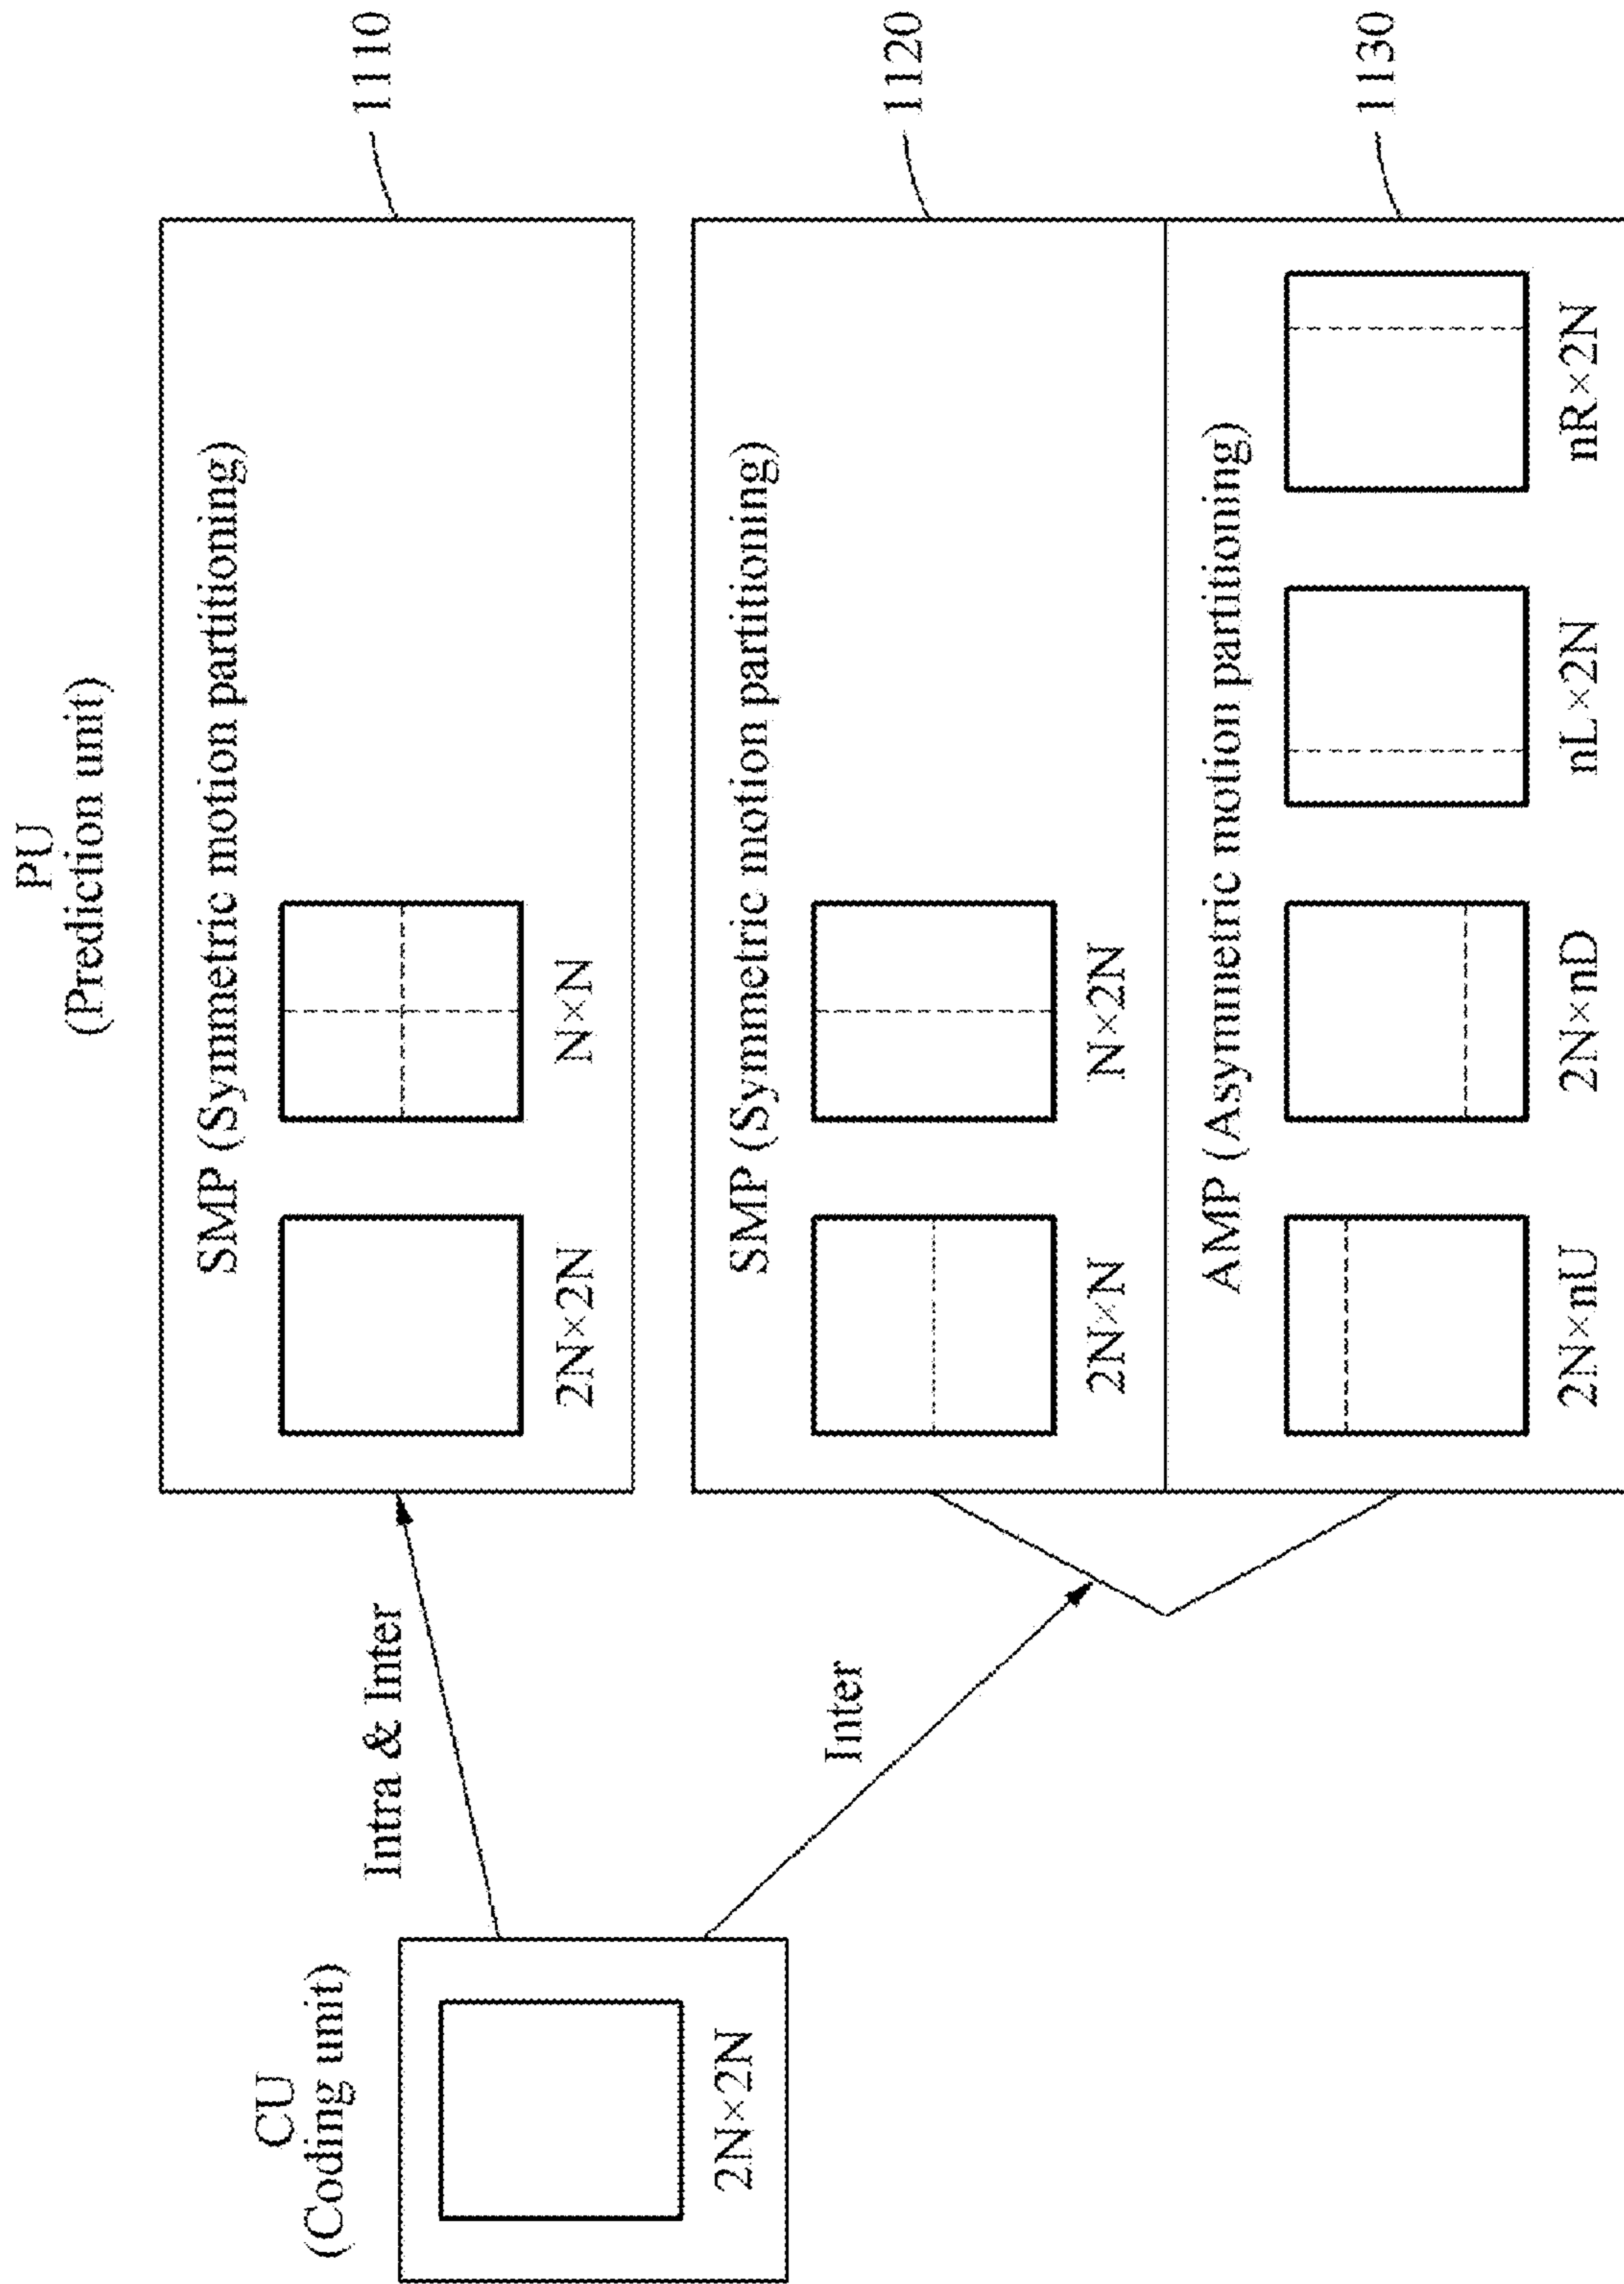 PU
(Prediction unit)
CU
(Coding unit)
2N×2N
Intra & Inter
Inter
SMP (Symmetric motion partitioning)
2N×2N
N×N
1110
SMP (Symmetric motion partitioning)
2N×N
N×2N
1120
AMP (Asymmetric motion partitioning)
2N×nU
2N×nD
nL×2N
nR×2N
1130